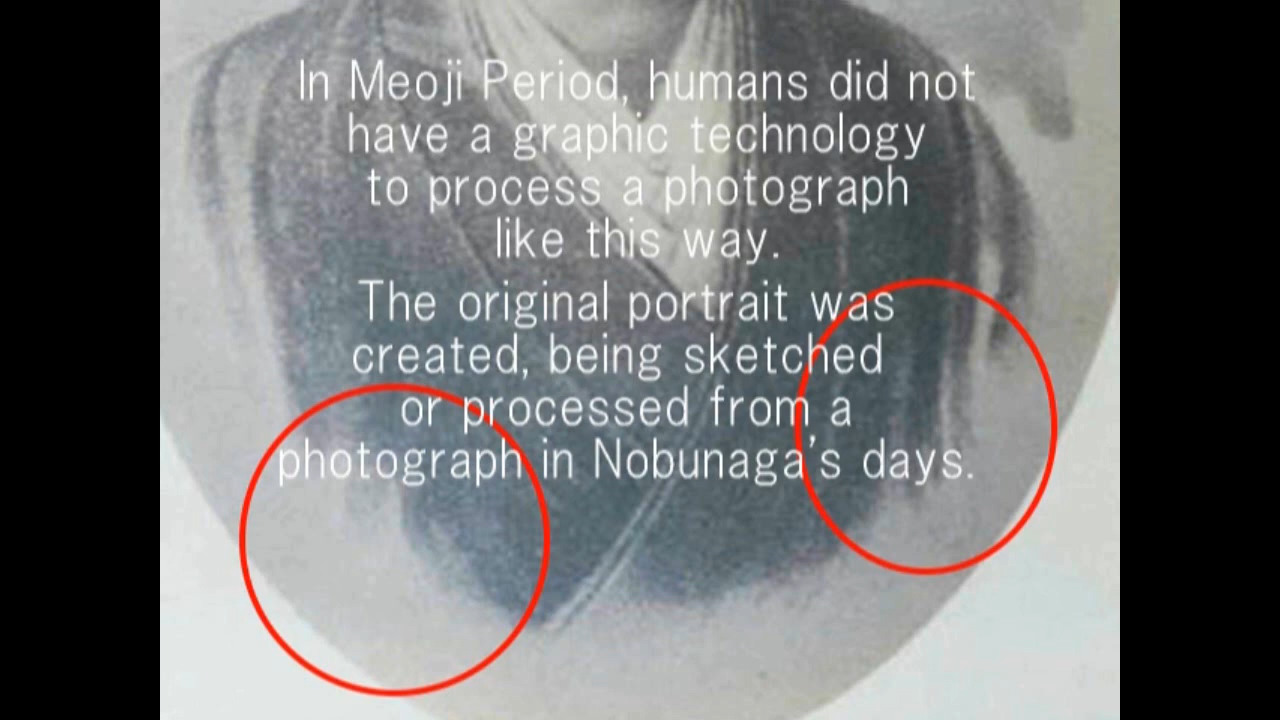 In Meoji Period, humans did not
have a graphic technology
to process a photograph
like this way.
The original portrait was
created, being sketched
or processed from a
photograph in Nobunaga's days.